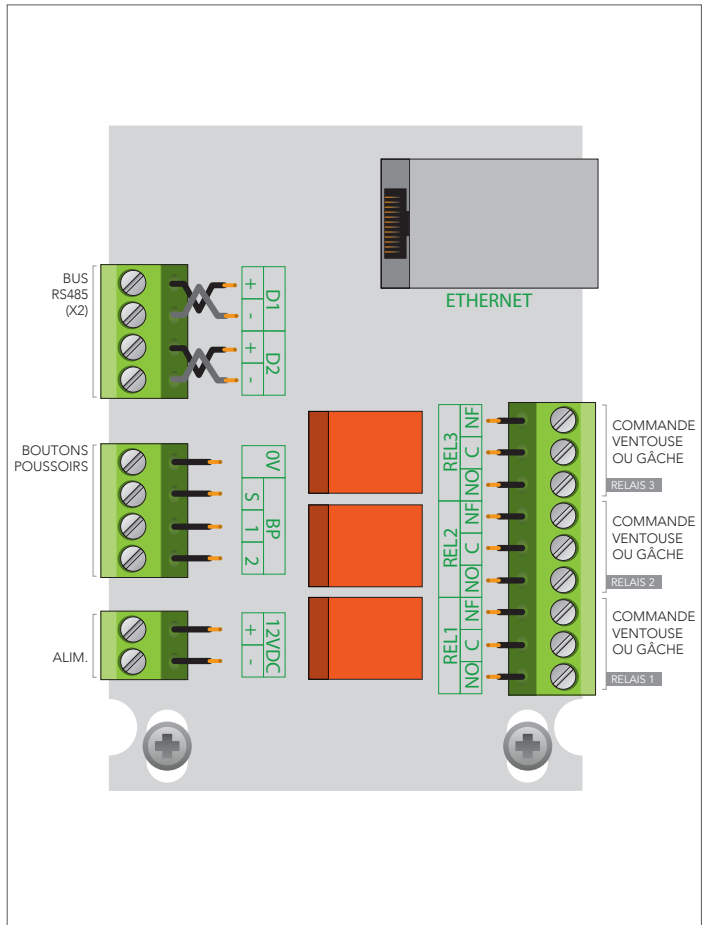 BUS
RS485
(X2)
+
-
D1
+
-
D2
ETHERNET
BOUTONS
POUSSOIRS
0V
S
1
2
BP
ALIM.
+
-
12VDC
REL3
NF
C
NO
COMMANDE
VENTOUSE
OU GÂCHE
RELAIS 3
REL2
NF
C
NO
COMMANDE
VENTOUSE
OU GÂCHE
RELAIS 2
REL1
NF
C
NO
COMMANDE
VENTOUSE
OU GÂCHE
RELAIS 1